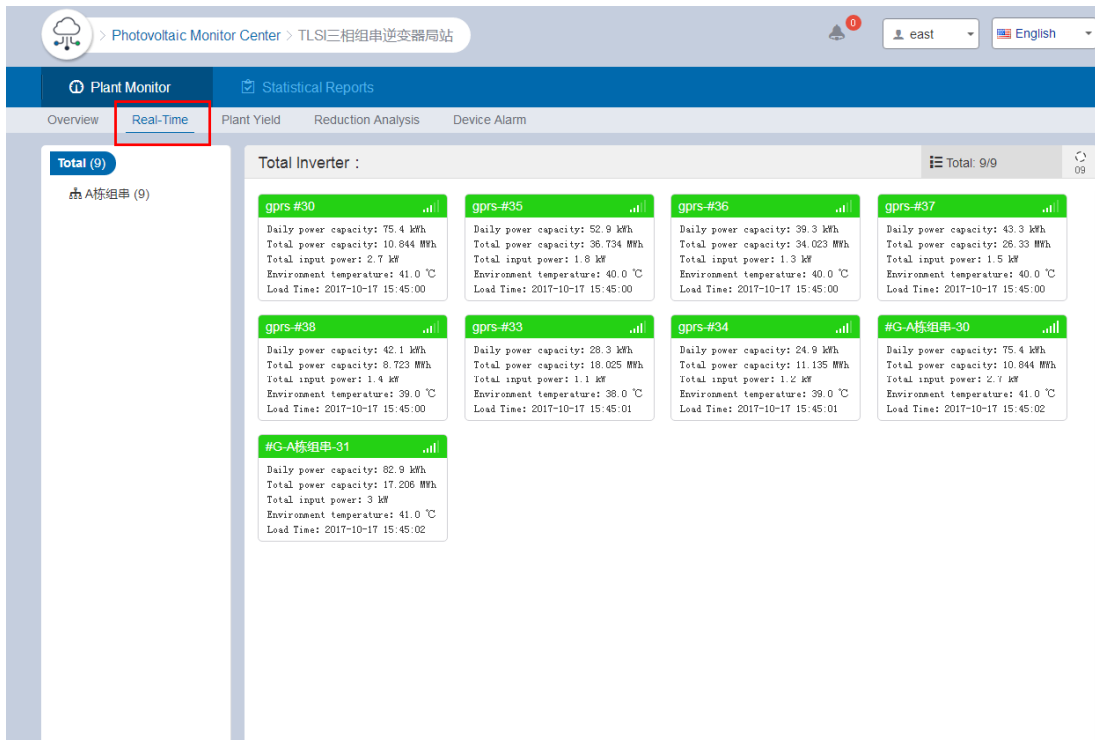 > Photovoltaic Monitor Center > TLSI三相组串逆变器局站
0
east
English
Plant Monitor
Statistical Reports
Overview
Real-Time
Plant Yield
Reduction Analysis
Device Alarm
Total (9)
A栋组串 (9)
Total Inverter :
Total: 9/9
09
gprs #30
Daily power capacity: 75.4 kWh
Total power capacity: 10.844 MWh
Total input power: 2.7 kW
Environment temperature: 41.0 ℃
Load Time: 2017-10-17 15:45:00
gprs-#35
Daily power capacity: 52.9 kWh
Total power capacity: 36.734 MWh
Total input power: 1.8 kW
Environment temperature: 40.0 ℃
Load Time: 2017-10-17 15:45:00
gprs-#36
Daily power capacity: 39.3 kWh
Total power capacity: 34.023 MWh
Total input power: 1.3 kW
Environment temperature: 40.0 ℃
Load Time: 2017-10-17 15:45:00
gprs-#37
Daily power capacity: 43.3 kWh
Total power capacity: 26.33 MWh
Total input power: 1.5 kW
Environment temperature: 40.0 ℃
Load Time: 2017-10-17 15:45:00
gprs-#38
Daily power capacity: 42.1 kWh
Total power capacity: 8.723 MWh
Total input power: 1.4 kW
Environment temperature: 39.0 ℃
Load Time: 2017-10-17 15:45:00
gprs-#33
Daily power capacity: 28.3 kWh
Total power capacity: 18.025 MWh
Total input power: 1.1 kW
Environment temperature: 38.0 ℃
Load Time: 2017-10-17 15:45:01
gprs-#34
Daily power capacity: 24.9 kWh
Total power capacity: 11.135 MWh
Total input power: 1.2 kW
Environment temperature: 39.0 ℃
Load Time: 2017-10-17 15:45:01
#G-A栋组串-30
Daily power capacity: 75.4 kWh
Total power capacity: 10.844 MWh
Total input power: 2.7 kW
Environment temperature: 41.0 ℃
Load Time: 2017-10-17 15:45:02
#G-A栋组串-31
Daily power capacity: 82.9 kWh
Total power capacity: 17.206 MWh
Total input power: 3 kW
Environment temperature: 41.0 ℃
Load Time: 2017-10-17 15:45:02